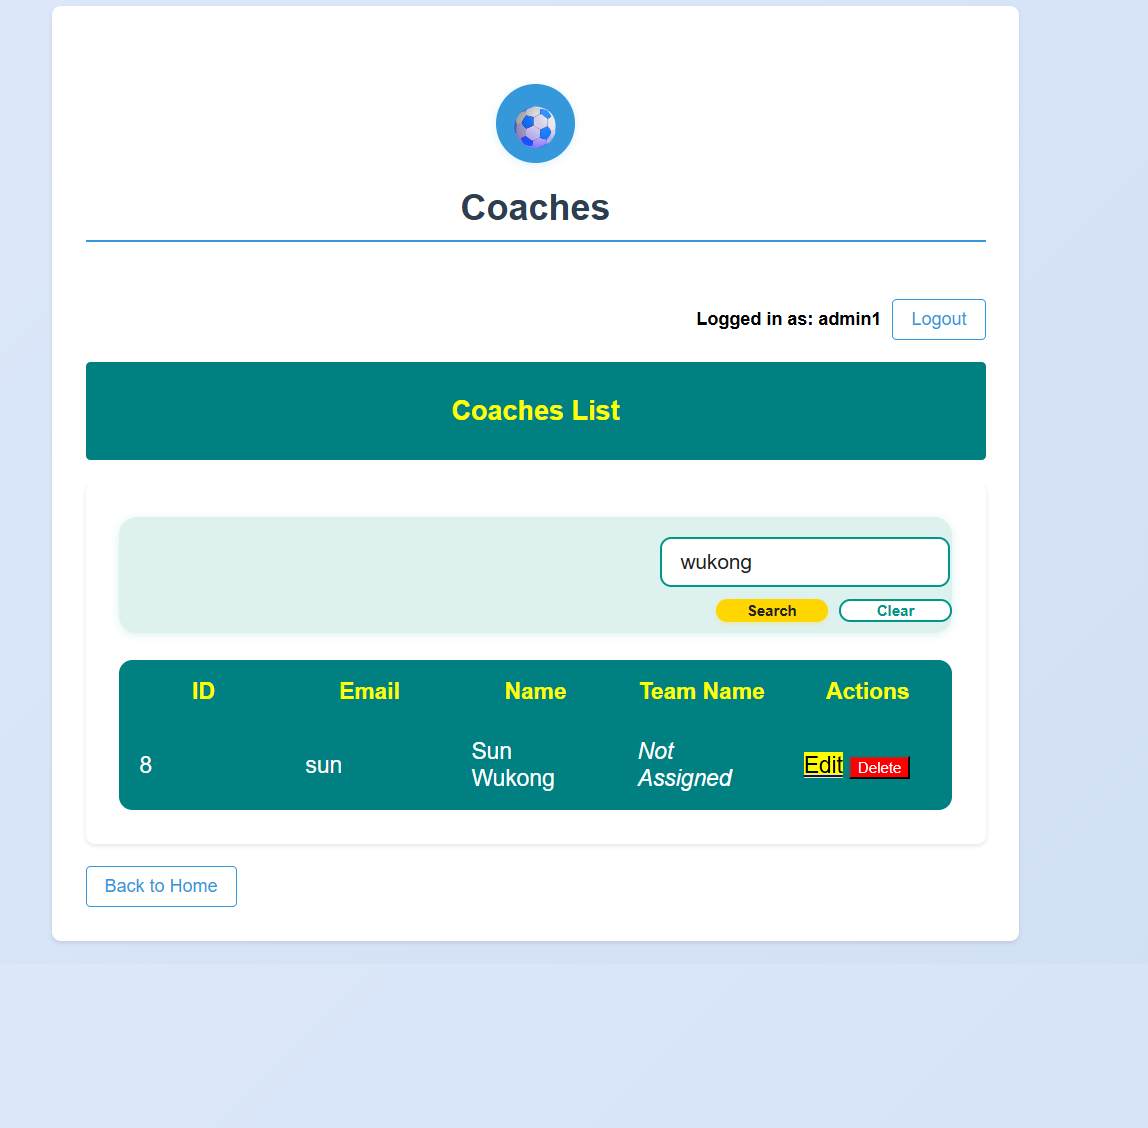 Coaches
Logged in as: admin1 Logout
Coaches List
wukong
Search Clear
ID Email Name Team Name Actions
8 sun Sun Wukong Not Assigned Edit Delete
Back to Home